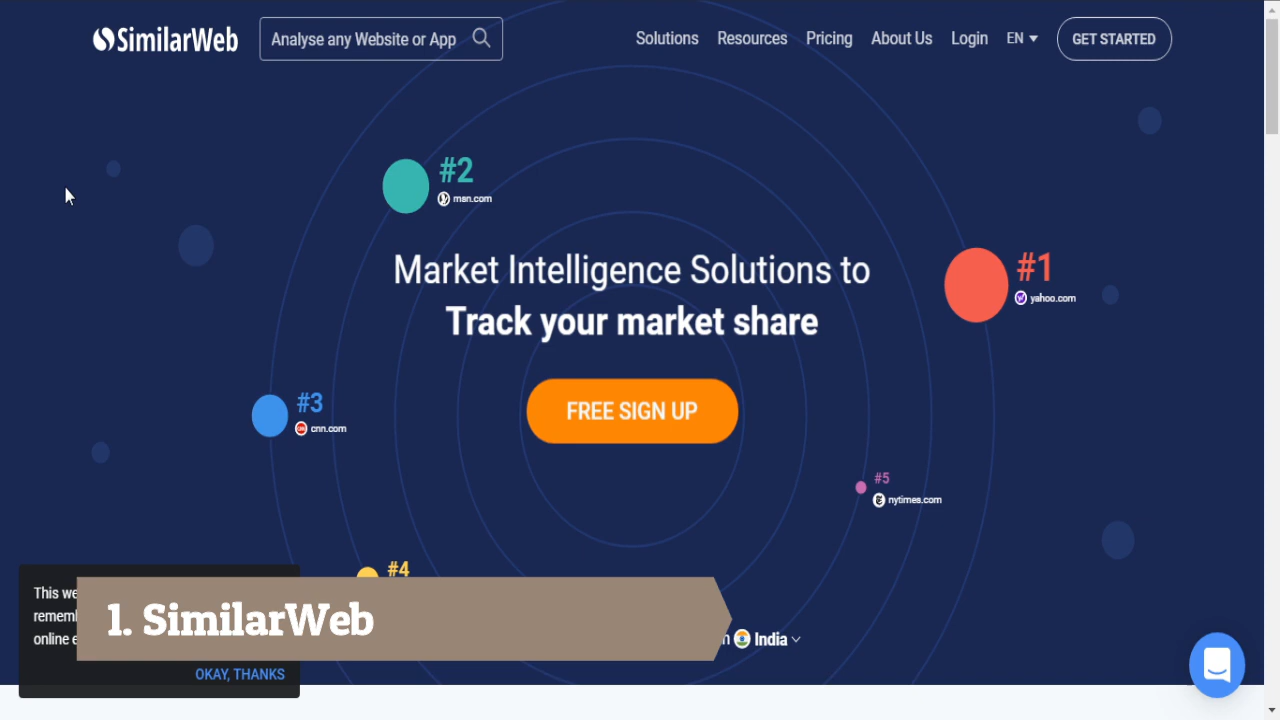 SimilarWeb
Analyse any Website or App
Solutions Resources Pricing About Us Login EN GET STARTED
#2
msn.com
Market Intelligence Solutions to
Track your market share
#1
yahoo.com
#3
cnn.com
FREE SIGN UP
#5
nytimes.com
#4
This
1. SimilarWeb
online
India
OKAY, THANKS